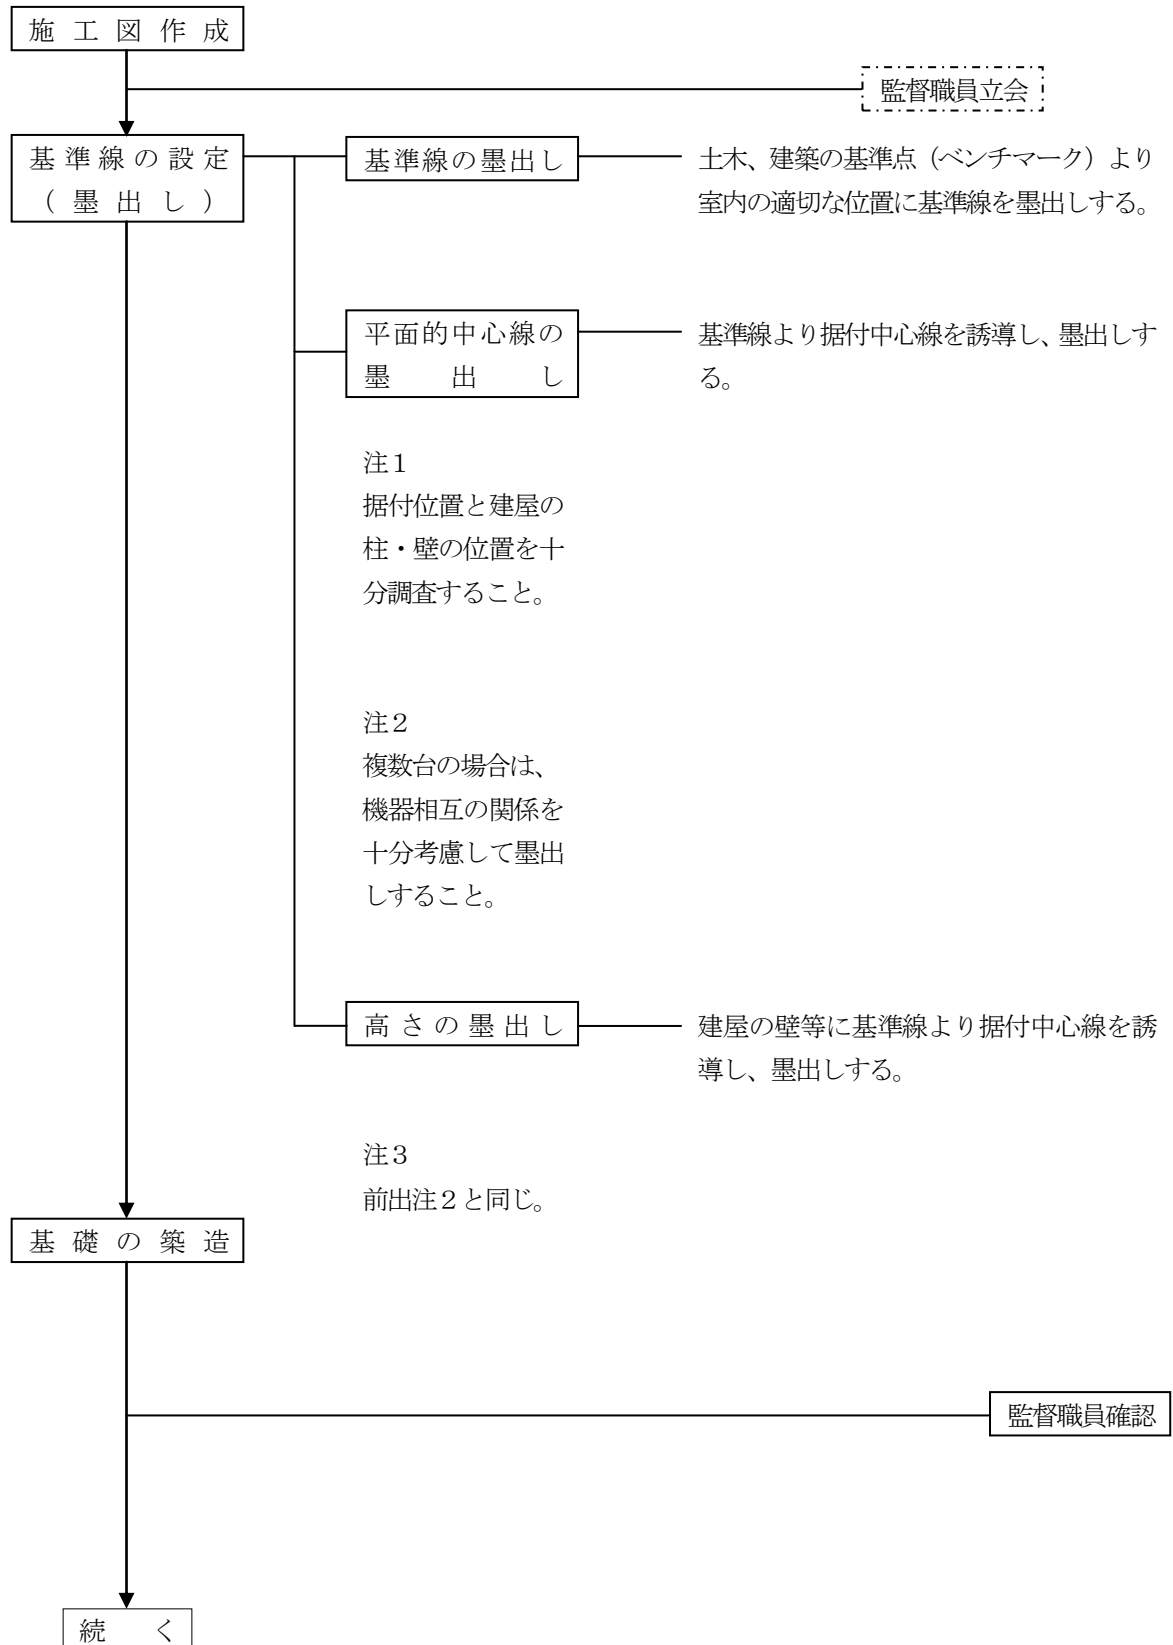 施工図作成
監督職員立会
基準線の設定
（墨出し）
基準線の墨出し
土木、建築の基準点（ベンチマーク）より
室内の適切な位置に基準線を墨出しする。
平面的中心線の
墨出し
基準線より据付中心線を誘導し、墨出しす
る。
注１
据付位置と建屋の
柱・壁の位置を十
分調査すること。
注２
複数台の場合は、
機器相互の関係を
十分考慮して墨出
しすること。
高さの墨出し
建屋の壁等に基準線より据付中心線を誘
導し、墨出しする。
注３
前出注２と同じ。
基礎の築造
監督職員確認
続く